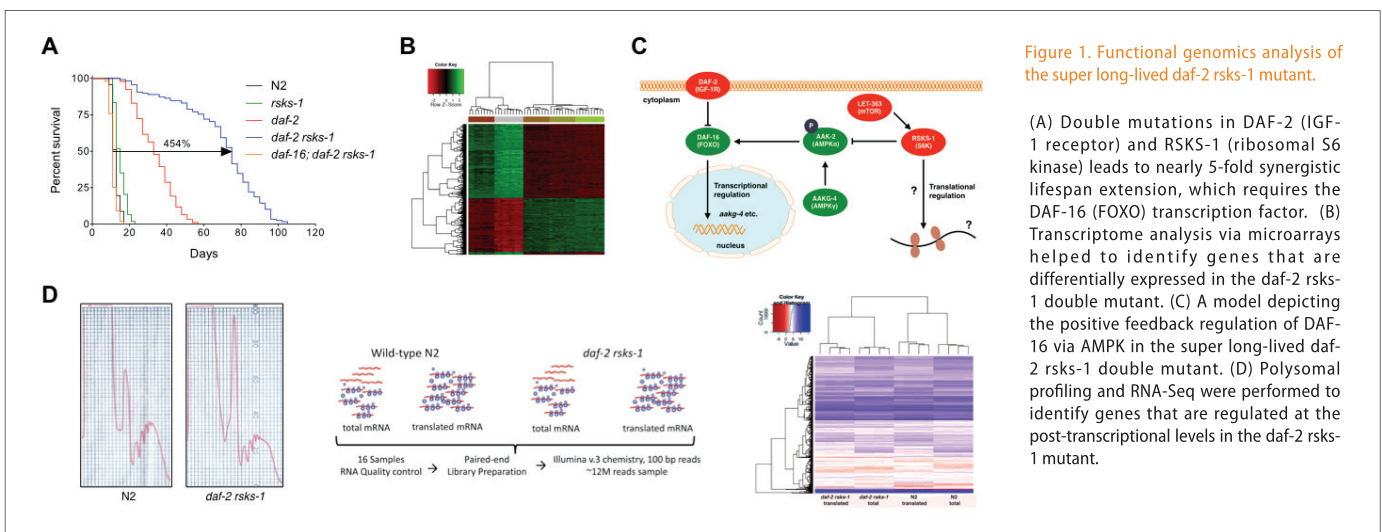 A
Percent survival
100
75
50
25
0
0 20 40 60 80 100 120
Days
454%
N2
rsks-1
daf-2
daf-2 rsks-1
daf-16; daf-2 rsks-1
B
Color Key
Row Z-Score
C
cytoplasm
DAF-2
(IGF-1R)
LET-363
(mTOR)
DAF-16
(FOXO)
P
AAK-2
(AMPKα)
RSKS-1
(S6K)
AAKG-4
(AMPKγ)
Transcriptional
regulation
aakg-4 etc.
nucleus
?
Translational
regulation
?
Figure 1. Functional genomics analysis of
the super long-lived daf-2 rsks-1 mutant.
(A) Double mutations in DAF-2 (IGF-
1 receptor) and RSKS-1 (ribosomal S6
kinase) leads to nearly 5-fold synergistic
lifespan extension, which requires the
DAF-16 (FOXO) transcription factor. (B)
Transcriptome analysis via microarrays
helped to identify genes that are
differentially expressed in the daf-2 rsks-
1 double mutant. (C) A model depicting
the positive feedback regulation of DAF-
16 via AMPK in the super long-lived daf-
2 rsks-1 double mutant. (D) Polysomal
profiling and RNA-Seq were performed to
identify genes that are regulated at the
post-transcriptional levels in the daf-2 rsks-
1 mutant.
D
N2
daf-2 rsks-1
Wild-type N2
daf-2 rsks-1
total mRNA
translated mRNA
total mRNA
translated mRNA
16 Samples
RNA Quality control
Paired-end
Library Preparation
Illumina v.3 chemistry, 100 bp reads
~12M reads sample
Color Key
and Histogram
Count
Value
daf-2 rsks-1
translated
daf-2 rsks-1
total
N2
translated
N2
total